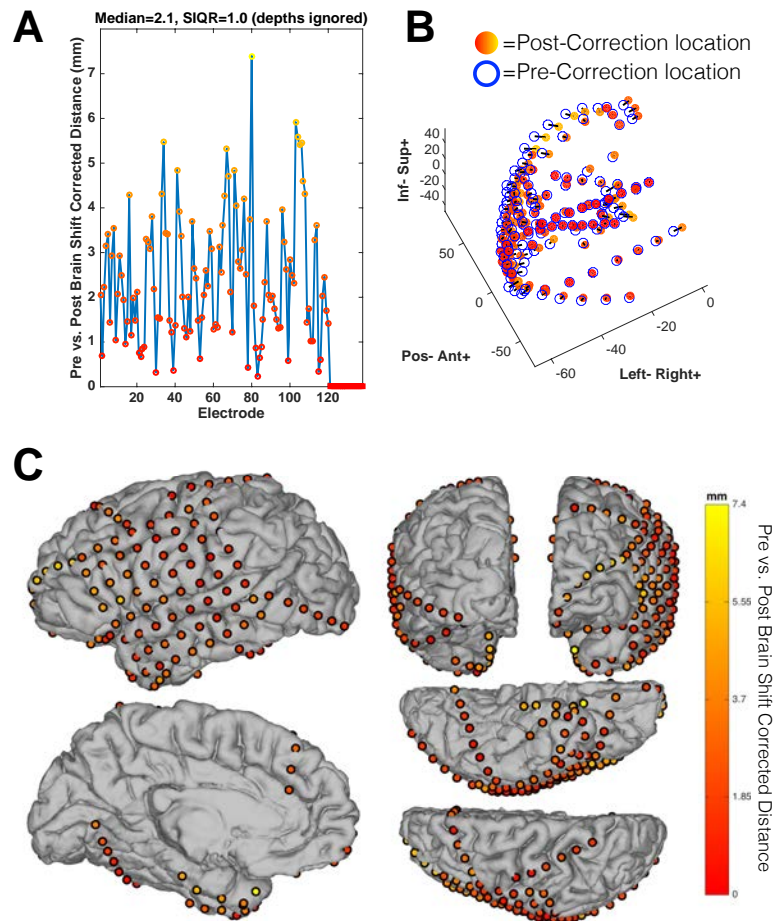 A
Median=2.1, SIQR=1.0 (depths ignored)
Pre vs. Post Brain Shift Corrected Distance (mm)
7
6
5
4
3
2
1
0
20
40
60
80
100
120
Electrode
B
=Post-Correction location
=Pre-Correction location
Inf- Sup+
40
20
0
-20
-40
50
0
-50
Pos- Ant+
-60
-40
-20
0
Left- Right+
C
mm
7.4
5.55
3.7
1.85
0
Pre vs. Post Brain Shift Corrected Distance